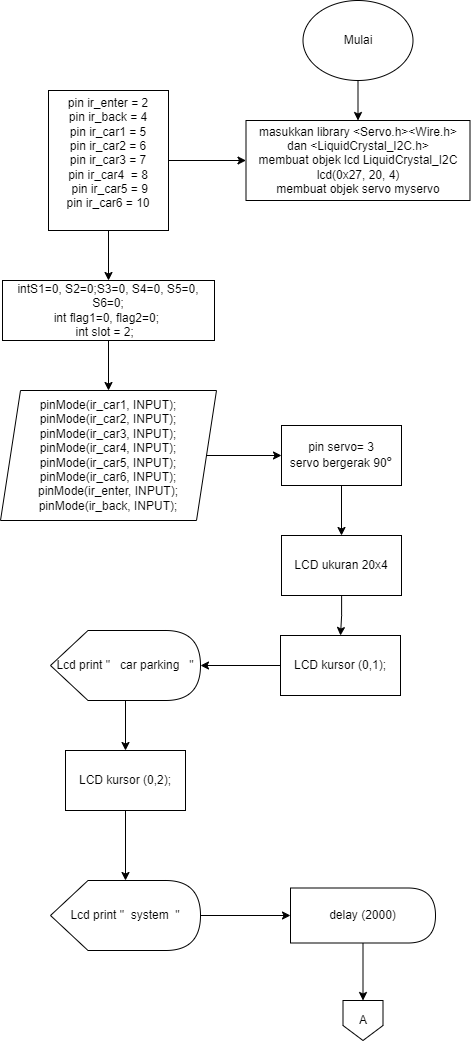 Mulai
pin ir_enter = 2
pin ir_back = 4
pin ir_car1 = 5
pin ir_car2 = 6
pin ir_car3 = 7
pin ir_car4  = 8
pin ir_car5 = 9
pin ir_car6 = 10
masukkan library <Servo.h><Wire.h>
dan <LiquidCrystal_I2C.h>
membuat objek lcd LiquidCrystal_I2C
lcd(0x27, 20, 4)
membuat objek servo myservo
intS1=0, S2=0;S3=0, S4=0, S5=0,
S6=0;
int flag1=0, flag2=0;
int slot = 2;
pinMode(ir_car1, INPUT);
pinMode(ir_car2, INPUT);
pinMode(ir_car3, INPUT);
pinMode(ir_car4, INPUT);
pinMode(ir_car5, INPUT);
pinMode(ir_car6, INPUT);
pinMode(ir_enter, INPUT);
pinMode(ir_back, INPUT);
pin servo= 3
servo bergerak 90°
LCD ukuran 20x4
LCD kursor (0,1);
Lcd print "   car parking   "
LCD kursor (0,2);
Lcd print "  system  "
delay (2000)
A